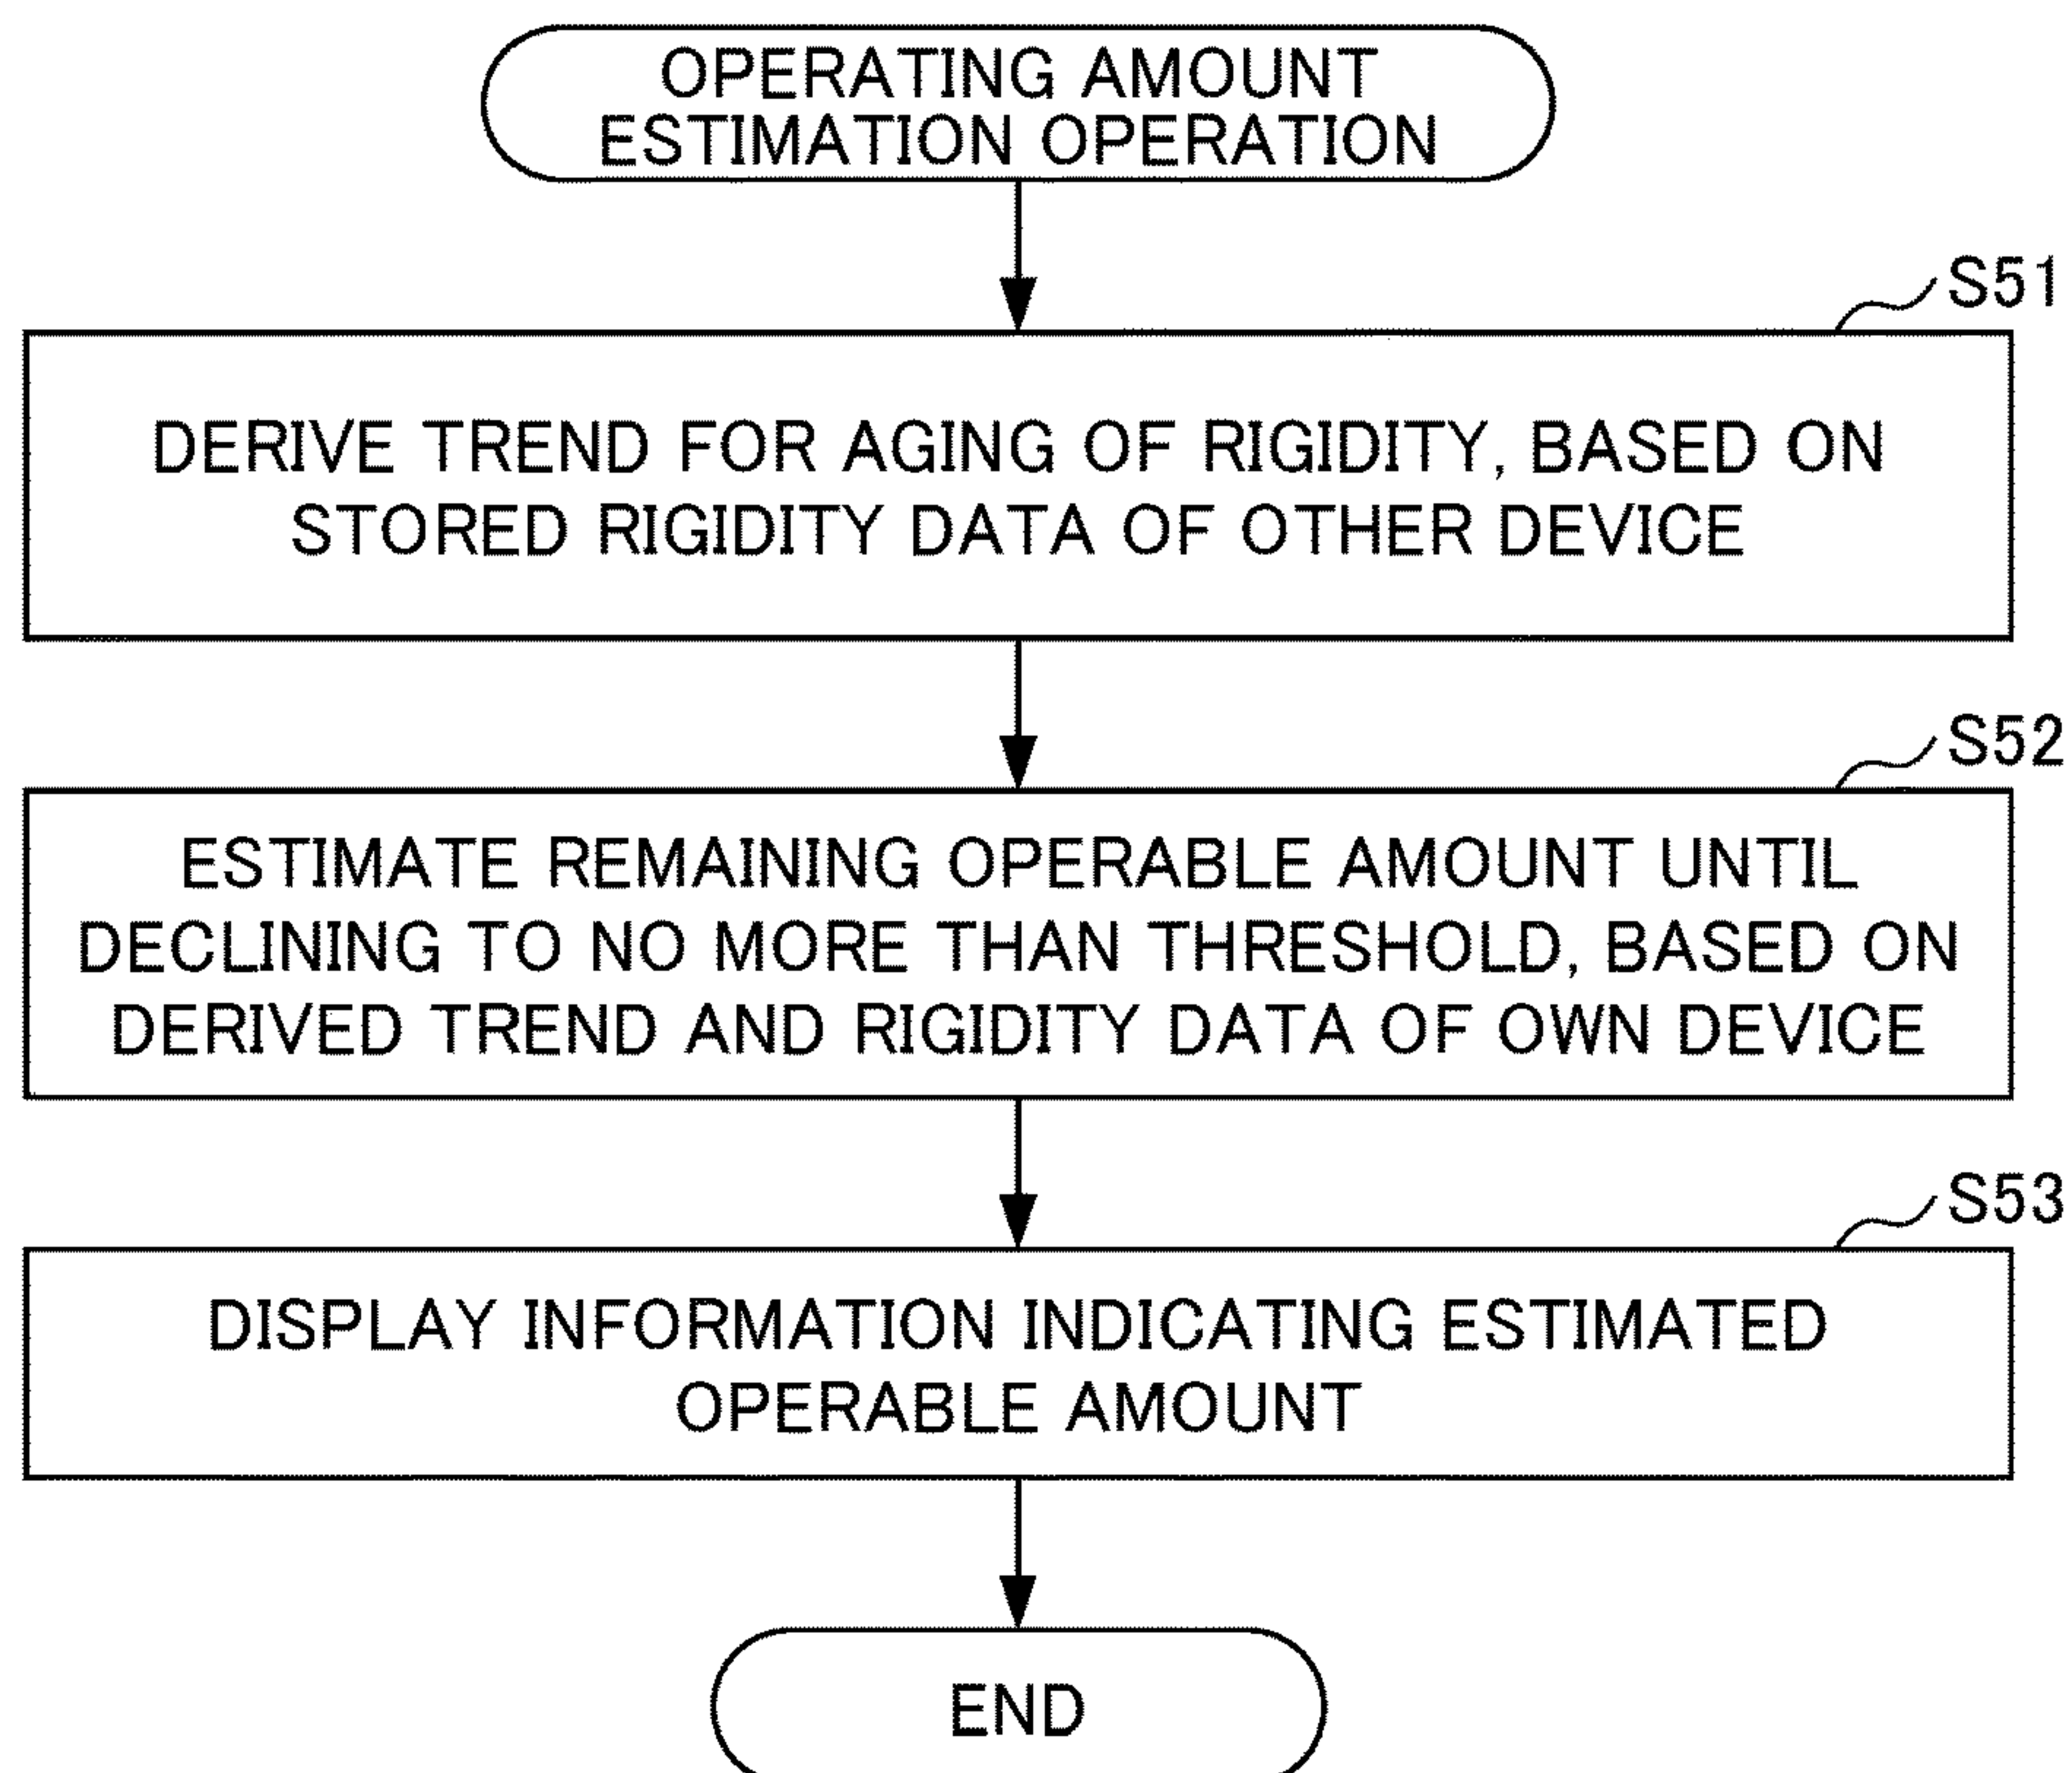 OPERATING AMOUNT
ESTIMATION OPERATION
S51
DERIVE TREND FOR AGING OF RIGIDITY, BASED ON
STORED RIGIDITY DATA OF OTHER DEVICE
S52
ESTIMATE REMAINING OPERABLE AMOUNT UNTIL
DECLINING TO NO MORE THAN THRESHOLD, BASED ON
DERIVED TREND AND RIGIDITY DATA OF OWN DEVICE
S53
DISPLAY INFORMATION INDICATING ESTIMATED
OPERABLE AMOUNT
END